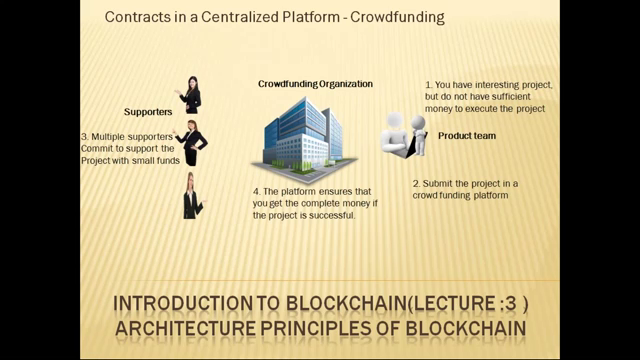 Contracts in a Centralized Platform - Crowdfunding
Crowdfunding Organization
1. You have interesting project,
but do not have sufficient
money to execute the project
Supporters
Product team
3. Multiple supporters
Commit to support the
Project with small funds
2. Submit the project in a
crowd funding platform
4. The platform ensures that
you get the complete money if
the project is successful.
INTRODUCTION TO BLOCKCHAIN(LECTURE :3 )
ARCHITECTURE PRINCIPLES OF BLOCKCHAIN